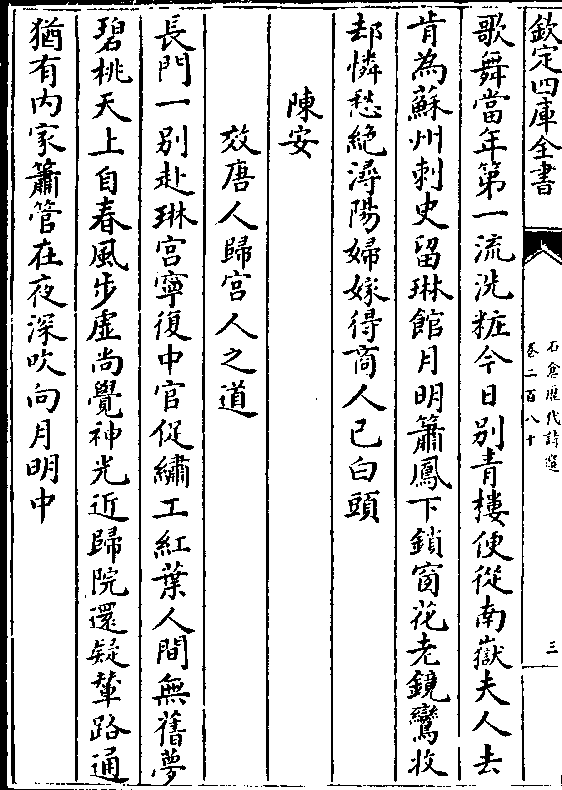 欽定四庫全書
石倉歴代詩選
卷二百八十
三
歌舞當年第一流洗粧今日别青樓便從南嶽夫人去
肯為蘇州刺史留琳館月明簫鳳下鎖窗花老鏡鸞收
却憐愁絶潯陽婦嫁得商人已白頭
陳安
效唐人歸宫人之道
長門一别赴琳宫寧復中官促繡工紅葉人間無舊夢
碧桃天上自春風步虚尚覺神光近歸院還疑輦路通
猶有内家簫管在夜深吹向月明中